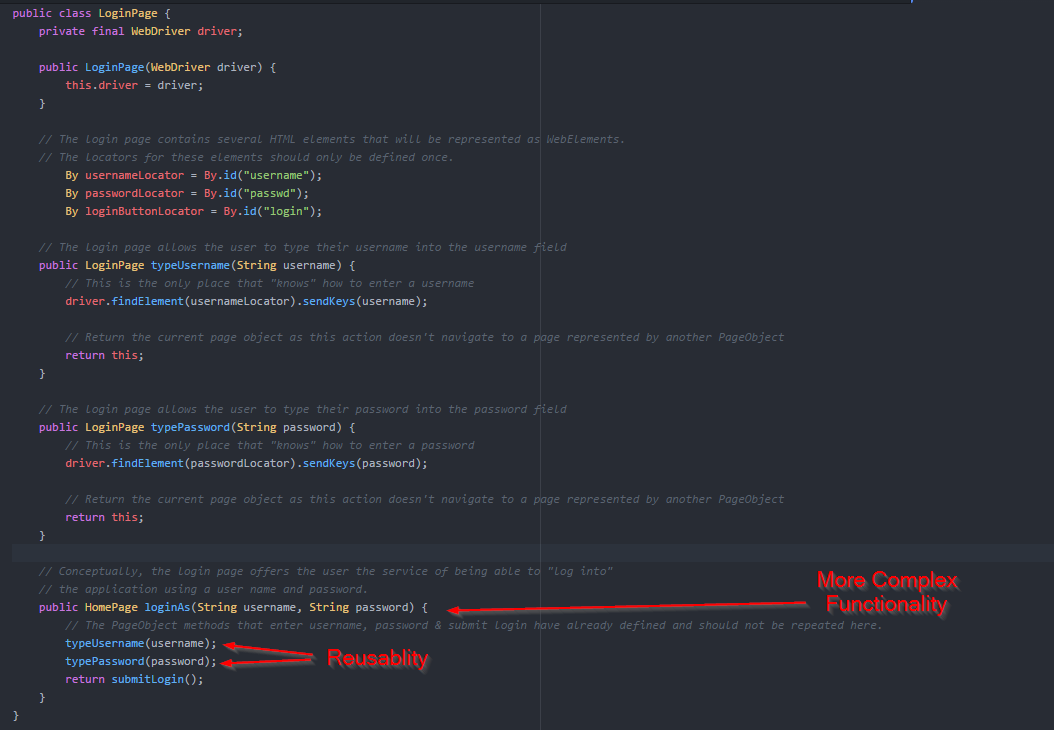 public class LoginPage {
    private final WebDriver driver;

    public LoginPage(WebDriver driver) {
        this.driver = driver;
    }

    // The login page contains several HTML elements that will be represented as WebElements.
    // The locators for these elements should only be defined once.
        By usernameLocator = By.id("username");
        By passwordLocator = By.id("passwd");
        By loginButtonLocator = By.id("login");

    // The login page allows the user to type their username into the username field
    public LoginPage typeUsername(String username) {
        // This is the only place that "knows" how to enter a username
        driver.findElement(usernameLocator).sendKeys(username);

        // Return the current page object as this action doesn't navigate to a page represented by another PageObject
        return this;
    }

    // The login page allows the user to type their password into the password field
    public LoginPage typePassword(String password) {
        // This is the only place that "knows" how to enter a password
        driver.findElement(passwordLocator).sendKeys(password);

        // Return the current page object as this action doesn't navigate to a page represented by another PageObject
        return this;
    }

    // Conceptually, the login page offers the user the service of being able to "log into"
    // the application using a user name and password.
    public HomePage loginAs(String username, String password) {
        // The PageObject methods that enter username, password & submit login have already defined and should not be repeated here.
        typeUsername(username);
        typePassword(password);
        return submitLogin();
    }
}
More Complex
Functionality
Reusablity